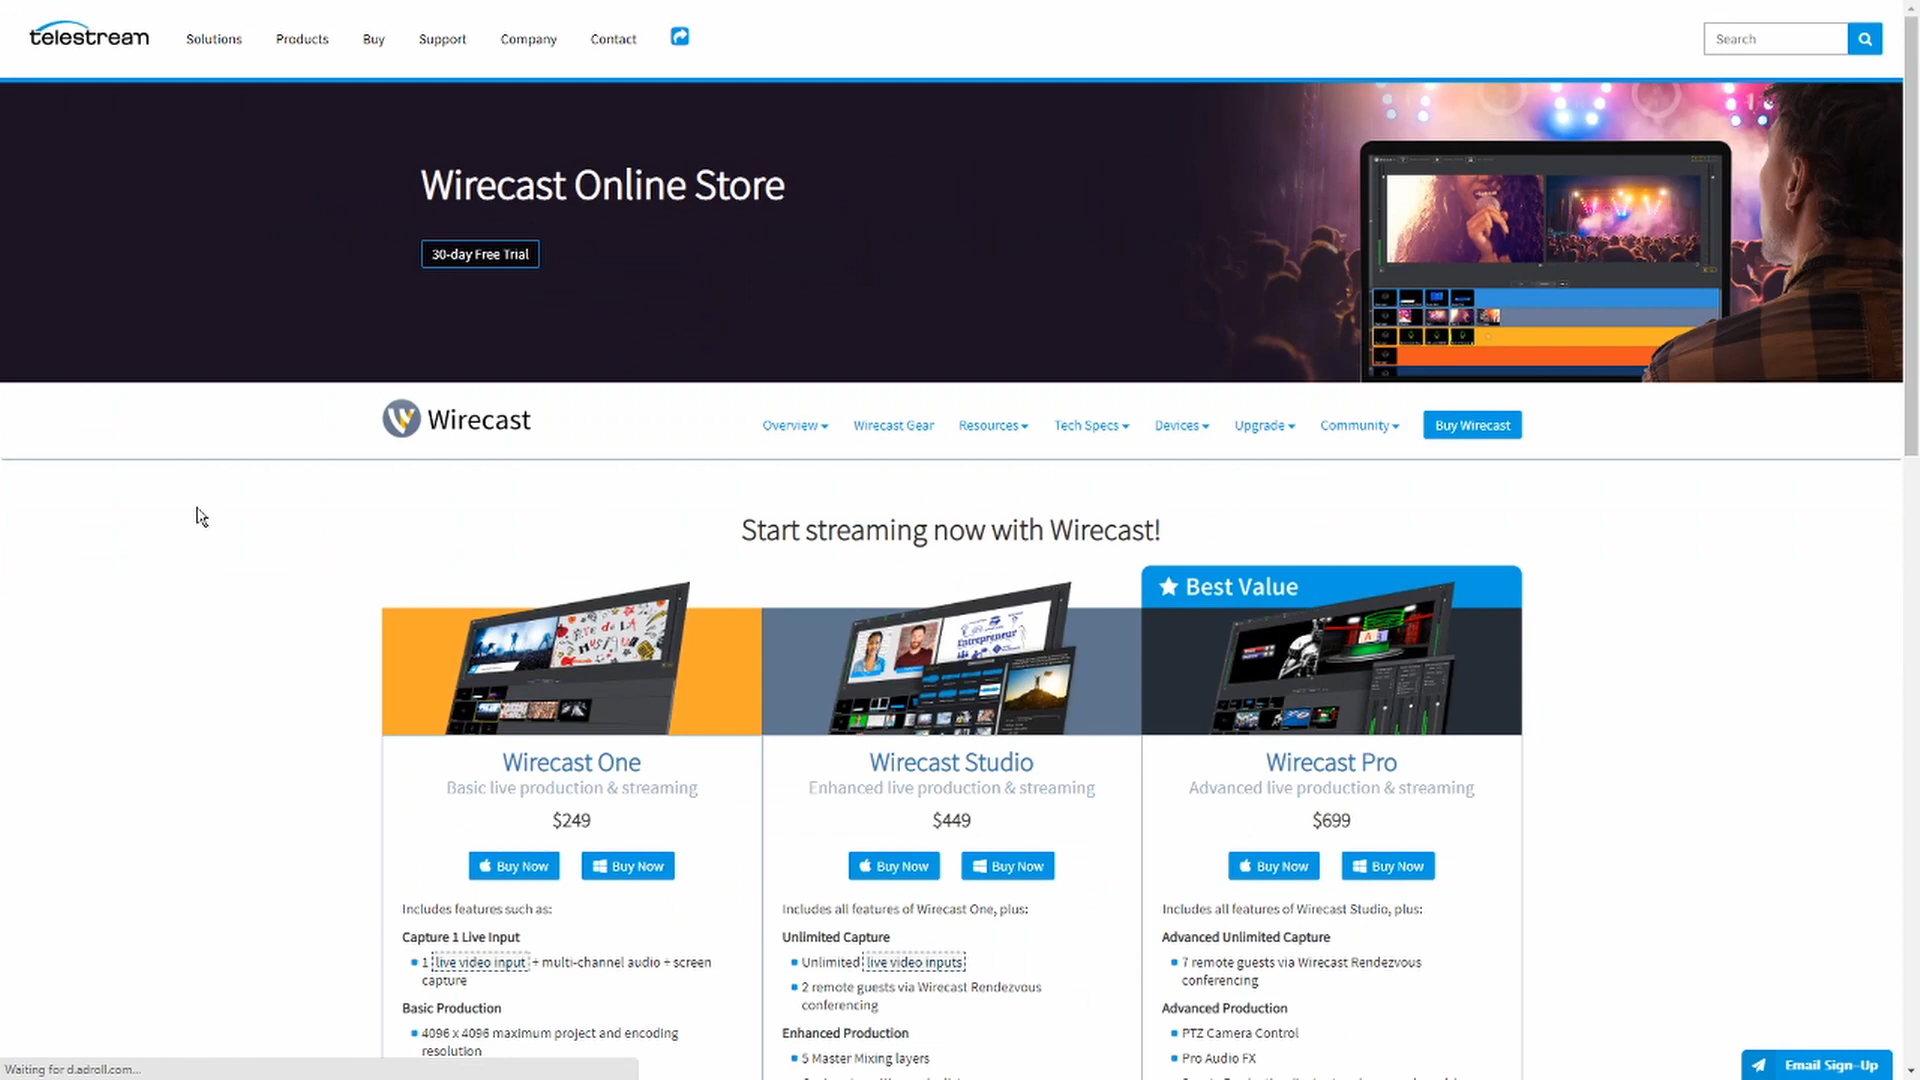 telestream
Solutions Products Buy Support Company Contact
Search
Wirecast Online Store
30-day Free Trial
Wirecast
Overview Wirecast Gear Resources Tech Specs Devices Upgrade Community Buy Wirecast
Start streaming now with Wirecast!
Best Value
Entrepreneur
Wirecast One
Basic live production & streaming
$249
Buy Now Buy Now
Includes features such as:
Capture 1 Live Input
1 live video input + multi-channel audio + screen
capture
Basic Production
4096 x 4096 maximum project and encoding
resolution
Wirecast Studio
Enhanced live production & streaming
$449
Buy Now Buy Now
Includes all features of Wirecast One, plus:
Unlimited Capture
Unlimited live video inputs
2 remote guests via Wirecast Rendezvous
conferencing
Enhanced Production
5 Master Mixing layers
Wirecast Pro
Advanced live production & streaming
$699
Buy Now Buy Now
Includes all features of Wirecast Studio, plus:
Advanced Unlimited Capture
7 remote guests via Wirecast Rendezvous
conferencing
Advanced Production
PTZ Camera Control
Pro Audio FX
Waiting for d.adroll.com...
Email Sign-Up